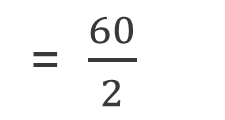 = 60/2